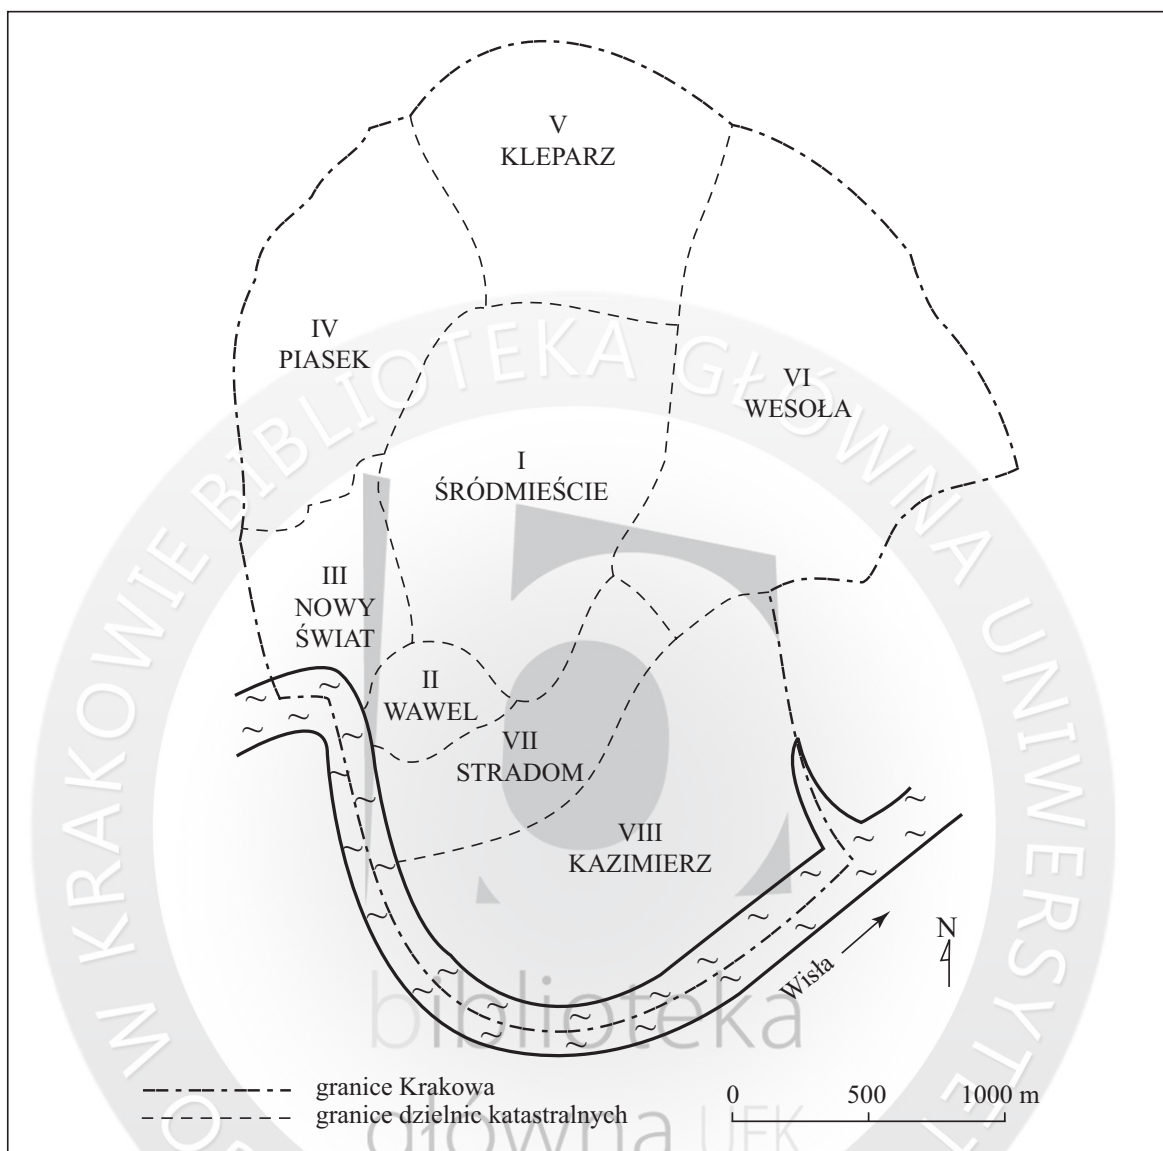 V
KLEPARZ
IV
PIASEK
VI
WESOŁA
I
ŚRÓDMIEŚCIE
III
NOWY
ŚWIAT
II
WAWEL
VII
STRADOM
VIII
KAZIMIERZ
Wisła
N
granice Krakowa
granice dzielnic katastralnych
0 500 1000 m
W KRAKOWIE BIBLIOTEKA GŁÓWNA UNIWERSYTET
biblioteka
główna UEK